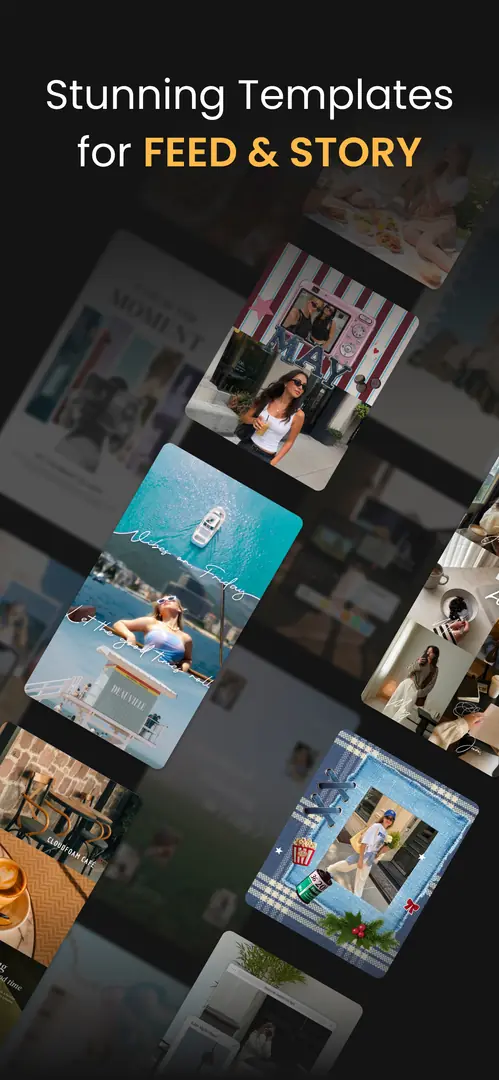 Stunning Templates
for FEED & STORY
MOMENT
MAY
Vibes on Friday
Let the good times roll
DEAUVILLE
CLOUDFOAM CAFE